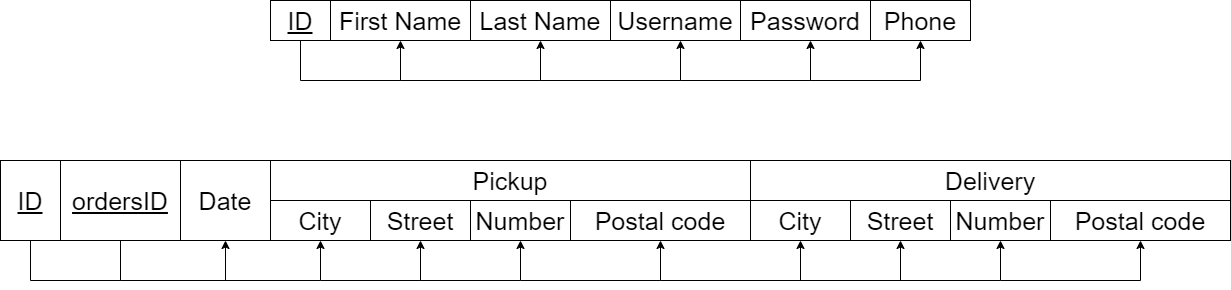 ID First Name Last Name Username Password Phone
ID ordersID Date Pickup Delivery
City Street Number Postal code City Street Number Postal code